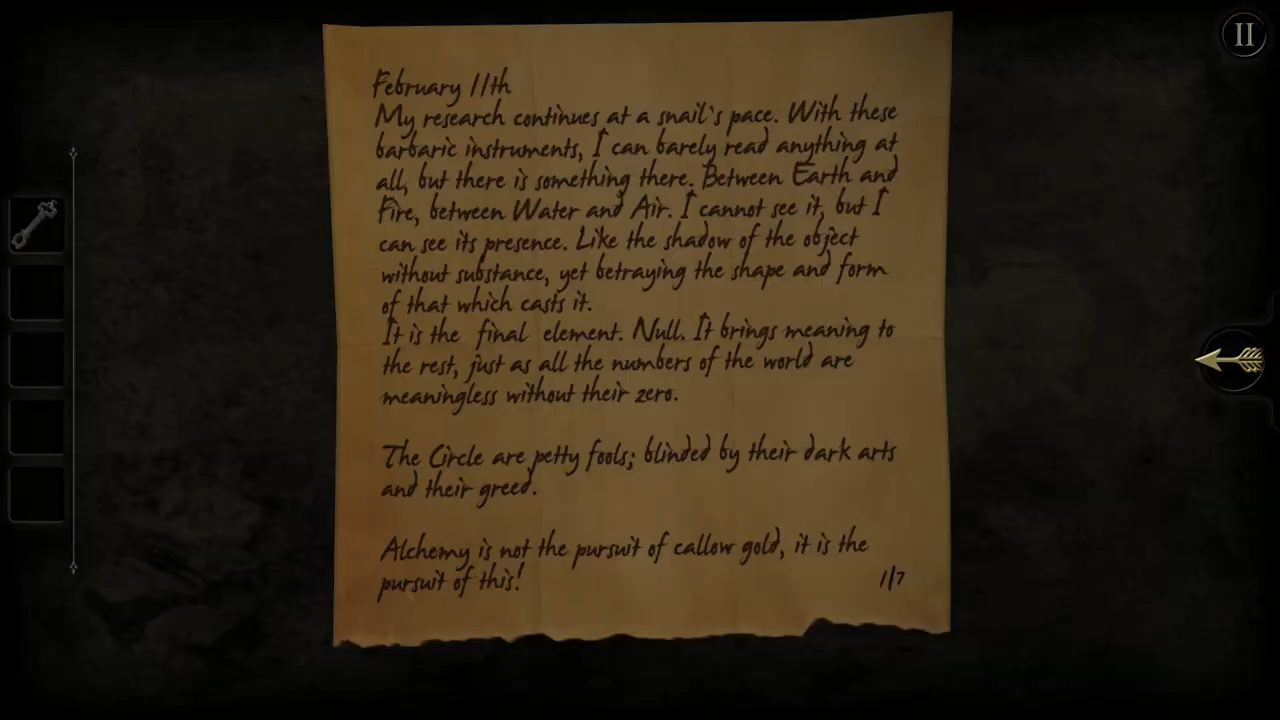 February 11th
My research continues at a snail's pace. With these
barbaric instruments, I can barely read anything at
all, but there is something there. Between Earth and
Fire, between Water and Air. I cannot see it, but I
can see its presence. Like the shadow of the object
without substance, yet betraying the shape and form
of that which casts it.
It is the final element. Null. It brings meaning to
the rest, just as all the numbers of the world are
meaningless without their zero.
The Circle are petty fools; blinded by their dark arts
and their greed.
Alchemy is not the pursuit of callow gold, it is the
pursuit of this!
1/7